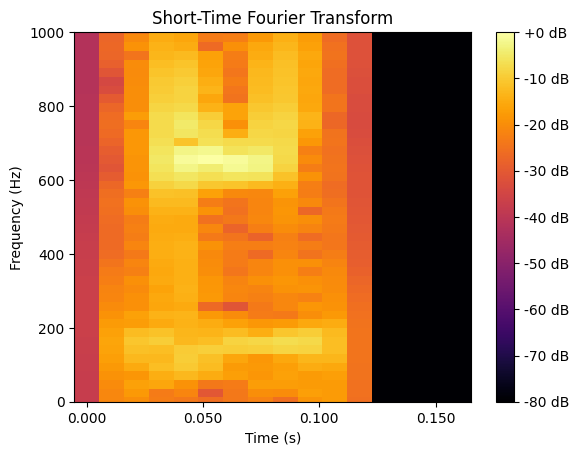 Short-Time Fourier Transform
1000
800
600
400
200
0
Frequency (Hz)
0.000
0.050
0.100
0.150
Time (s)
+0 dB
-10 dB
-20 dB
-30 dB
-40 dB
-50 dB
-60 dB
-70 dB
-80 dB